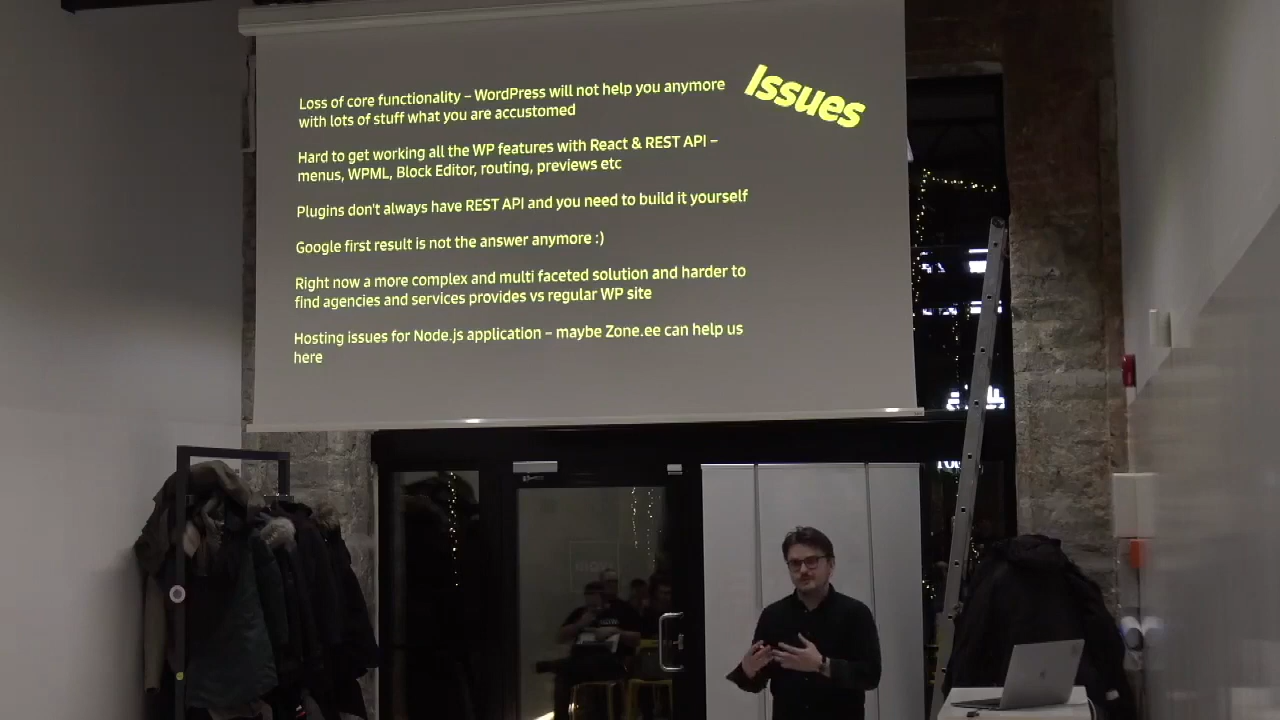 Issues
Loss of core functionality – WordPress will not help you anymore
with lots of stuff what you are accustomed
Hard to get working all the WP features with React & REST API –
menus, WPML, Block Editor, routing, previews etc
Plugins don't always have REST API and you need to build it yourself
Google first result is not the answer anymore :)
Right now a more complex and multi faceted solution and harder to
find agencies and services provides vs regular WP site
Hosting issues for Node.js application – maybe Zone.ee can help us
here